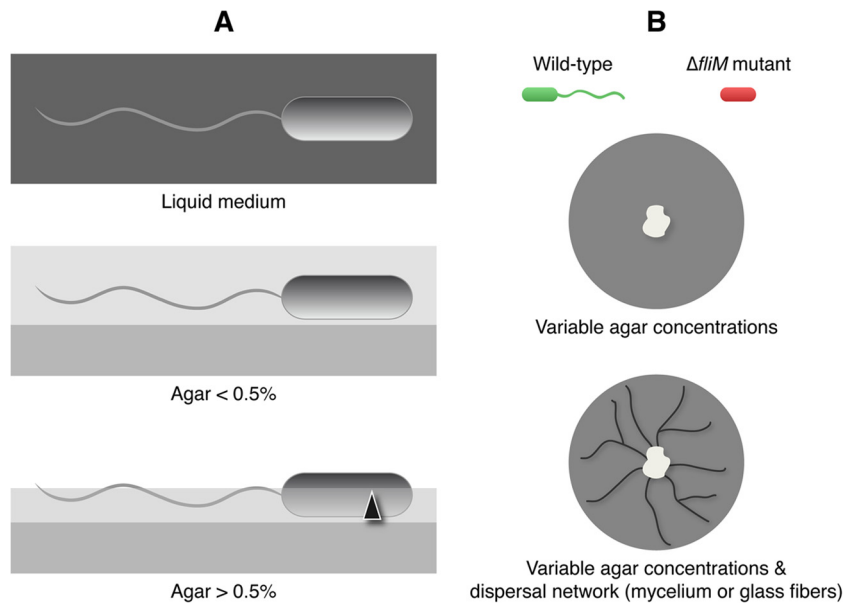 A
Liquid medium
Agar < 0.5%
Agar > 0.5%
B
Wild-type
ΔfliM mutant
Variable agar concentrations
Variable agar concentrations &
dispersal network (mycelium or glass fibers)